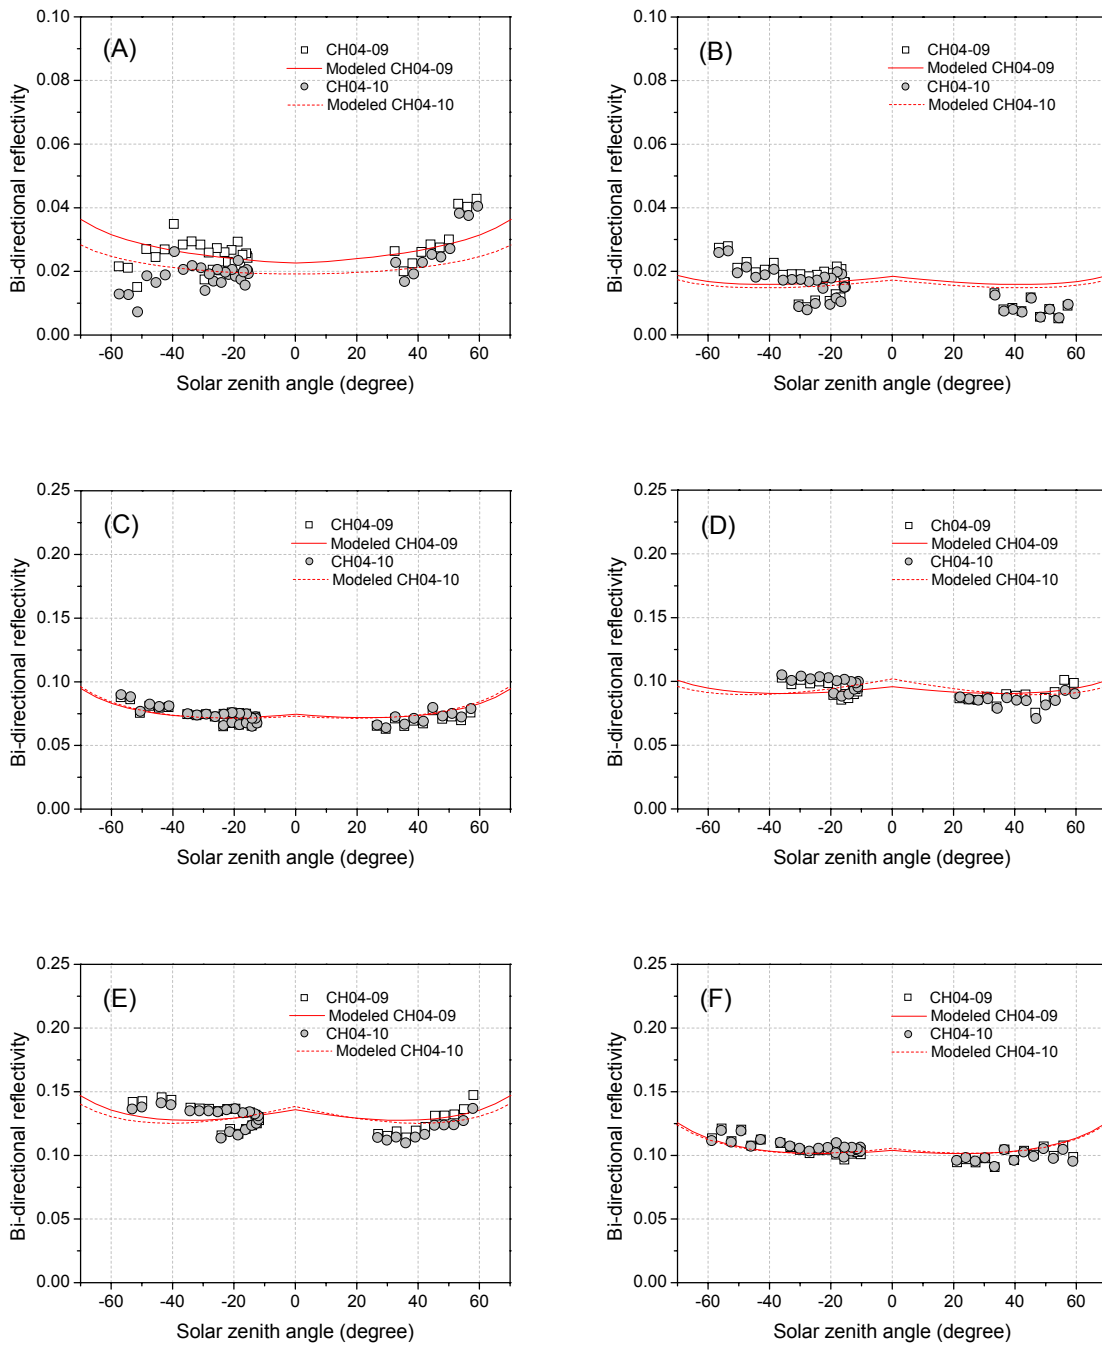 (A)
CH04-09
Modeled CH04-09
CH04-10
Modeled CH04-10
0.10
0.08
0.06
0.04
0.02
0.00
-60 -40 -20 0 20 40 60
Bi-directional reflectivity
Solar zenith angle (degree)
(B)
CH04-09
Modeled CH04-09
CH04-10
Modeled CH04-10
0.10
0.08
0.06
0.04
0.02
0.00
-60 -40 -20 0 20 40 60
Bi-directional reflectivity
Solar zenith angle (degree)
(C)
CH04-09
Modeled CH04-09
CH04-10
Modeled CH04-10
0.25
0.20
0.15
0.10
0.05
0.00
-60 -40 -20 0 20 40 60
Bi-directional reflectivity
Solar zenith angle (degree)
(D)
Ch04-09
Modeled CH04-09
CH04-10
Modeled CH04-10
0.25
0.20
0.15
0.10
0.05
0.00
-60 -40 -20 0 20 40 60
Bi-directional reflectivity
Solar zenith angle (degree)
(E)
CH04-09
Modeled CH04-09
CH04-10
Modeled CH04-10
0.25
0.20
0.15
0.10
0.05
0.00
-60 -40 -20 0 20 40 60
Bi-directional reflectivity
Solar zenith angle (degree)
(F)
CH04-09
Modeled CH04-09
CH04-10
Modeled CH04-10
0.25
0.20
0.15
0.10
0.05
0.00
-60 -40 -20 0 20 40 60
Bi-directional reflectivity
Solar zenith angle (degree)